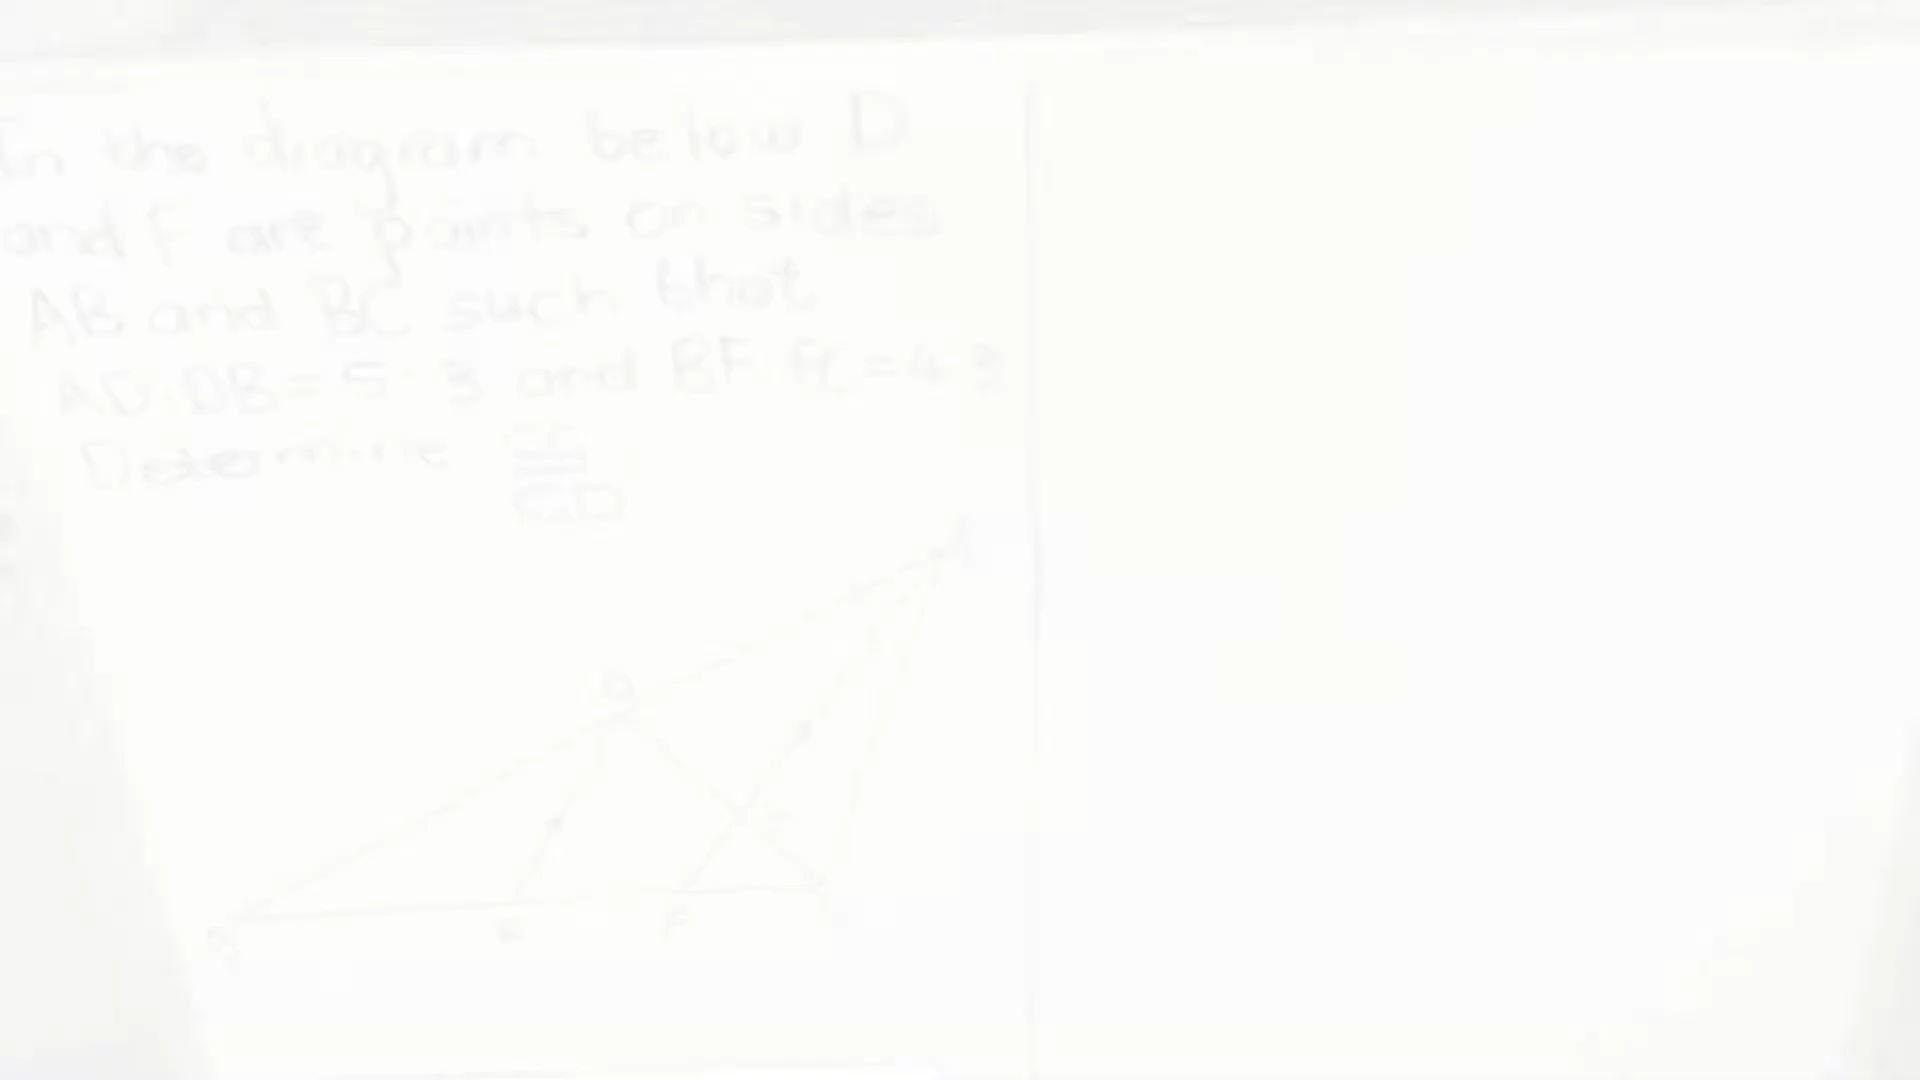 In the diagram below D
and F are points on sides
AB and BC such that
AD:DB = 5:3 and BF:FC = 4:3
Determine
GD
A
D
B
E
F